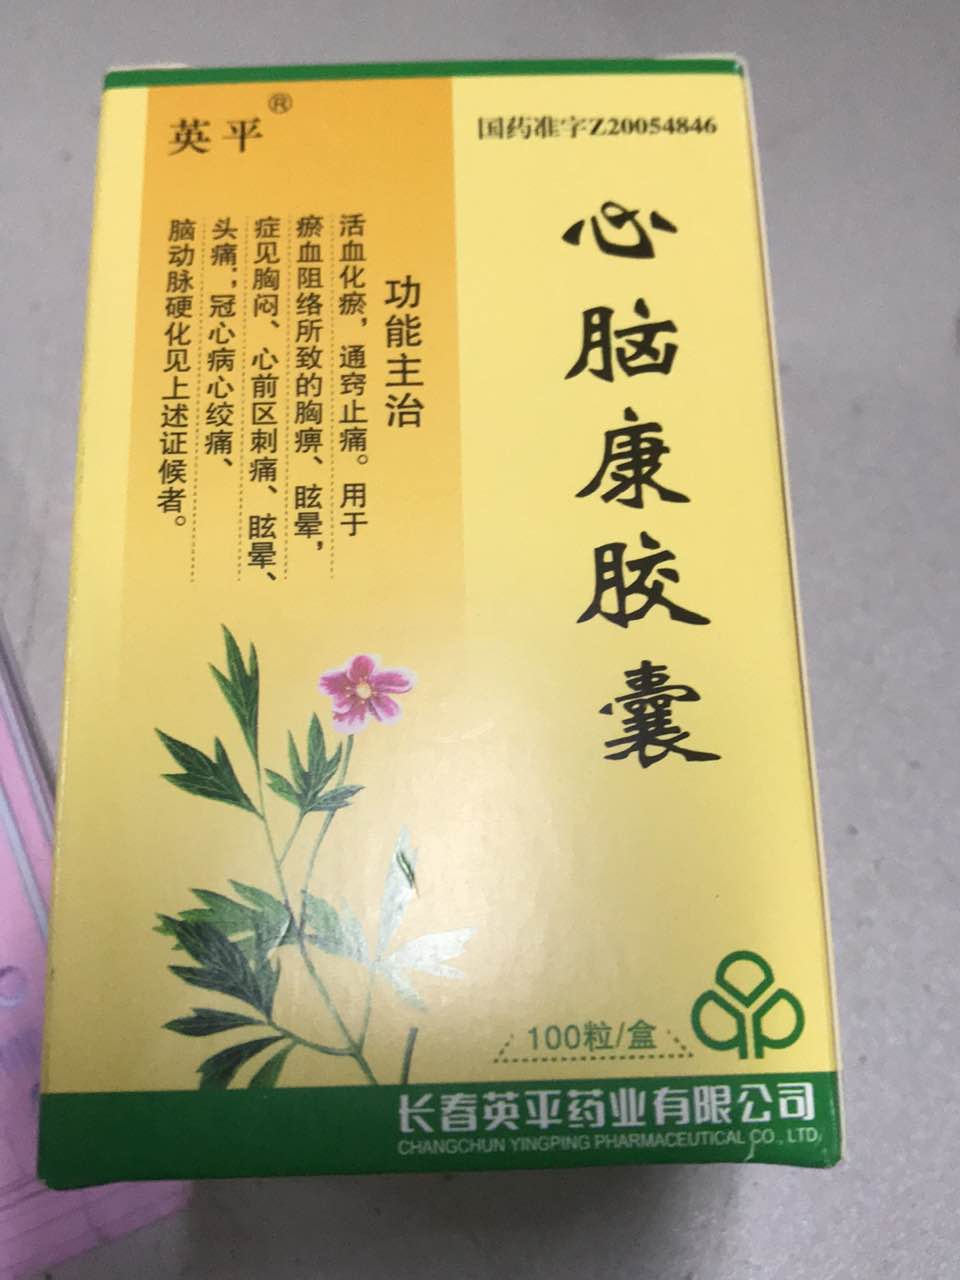 英平®
国药准字Z20054846
心脑康胶囊
功能主治
活血化瘀，通窍止痛。用于
瘀血阻络所致的胸痹、眩晕，
症见胸闷、心前区刺痛、眩晕、
头痛；冠心病心绞痛、
脑动脉硬化见上述证候者。
100粒/盒
长春英平药业有限公司
CHANGCHUN YINGPING PHARMACEUTICAL CO., LTD.